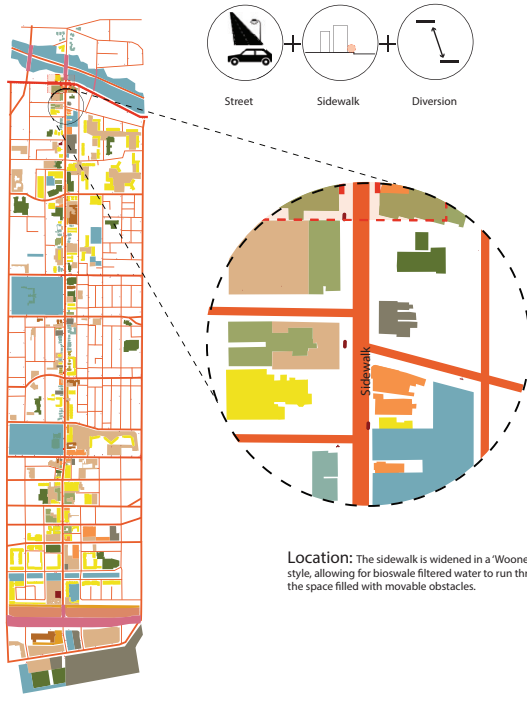 Street
Sidewalk
Diversion
Sidewalk
Location: The sidewalk is widened in a ‘Woone
style, allowing for bioswale filtered water to run thr
the space filled with movable obstacles.